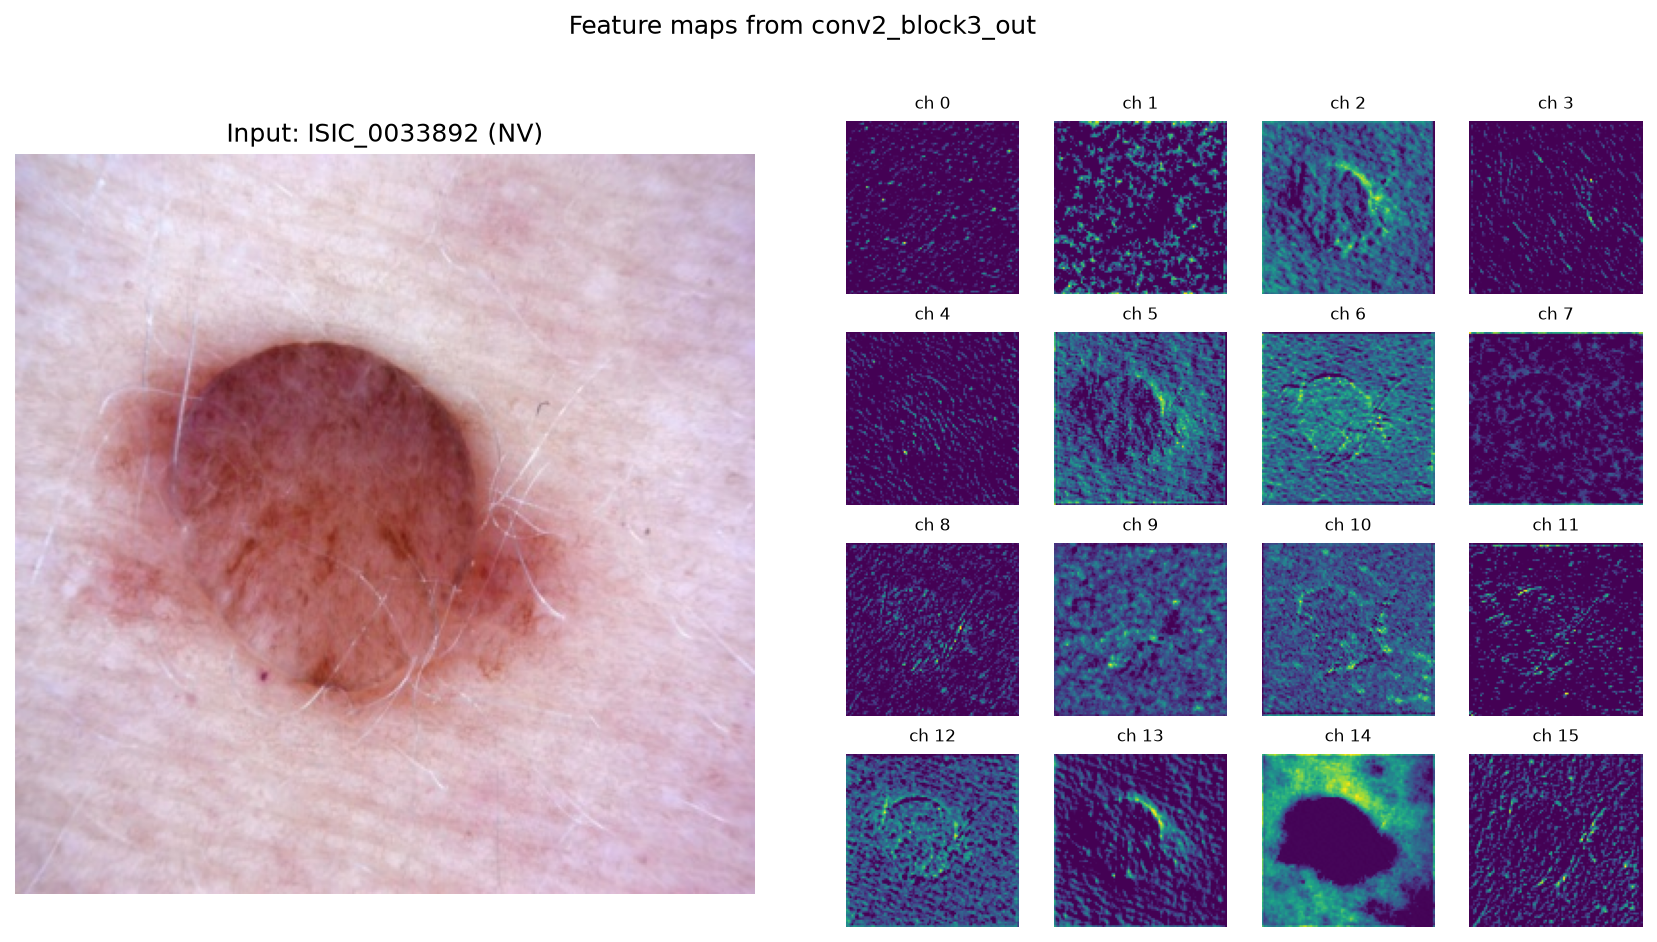 Feature maps from conv2_block3_out
Input: ISIC_0033892 (NV)
ch 0
ch 1
ch 2
ch 3
ch 4
ch 5
ch 6
ch 7
ch 8
ch 9
ch 10
ch 11
ch 12
ch 13
ch 14
ch 15